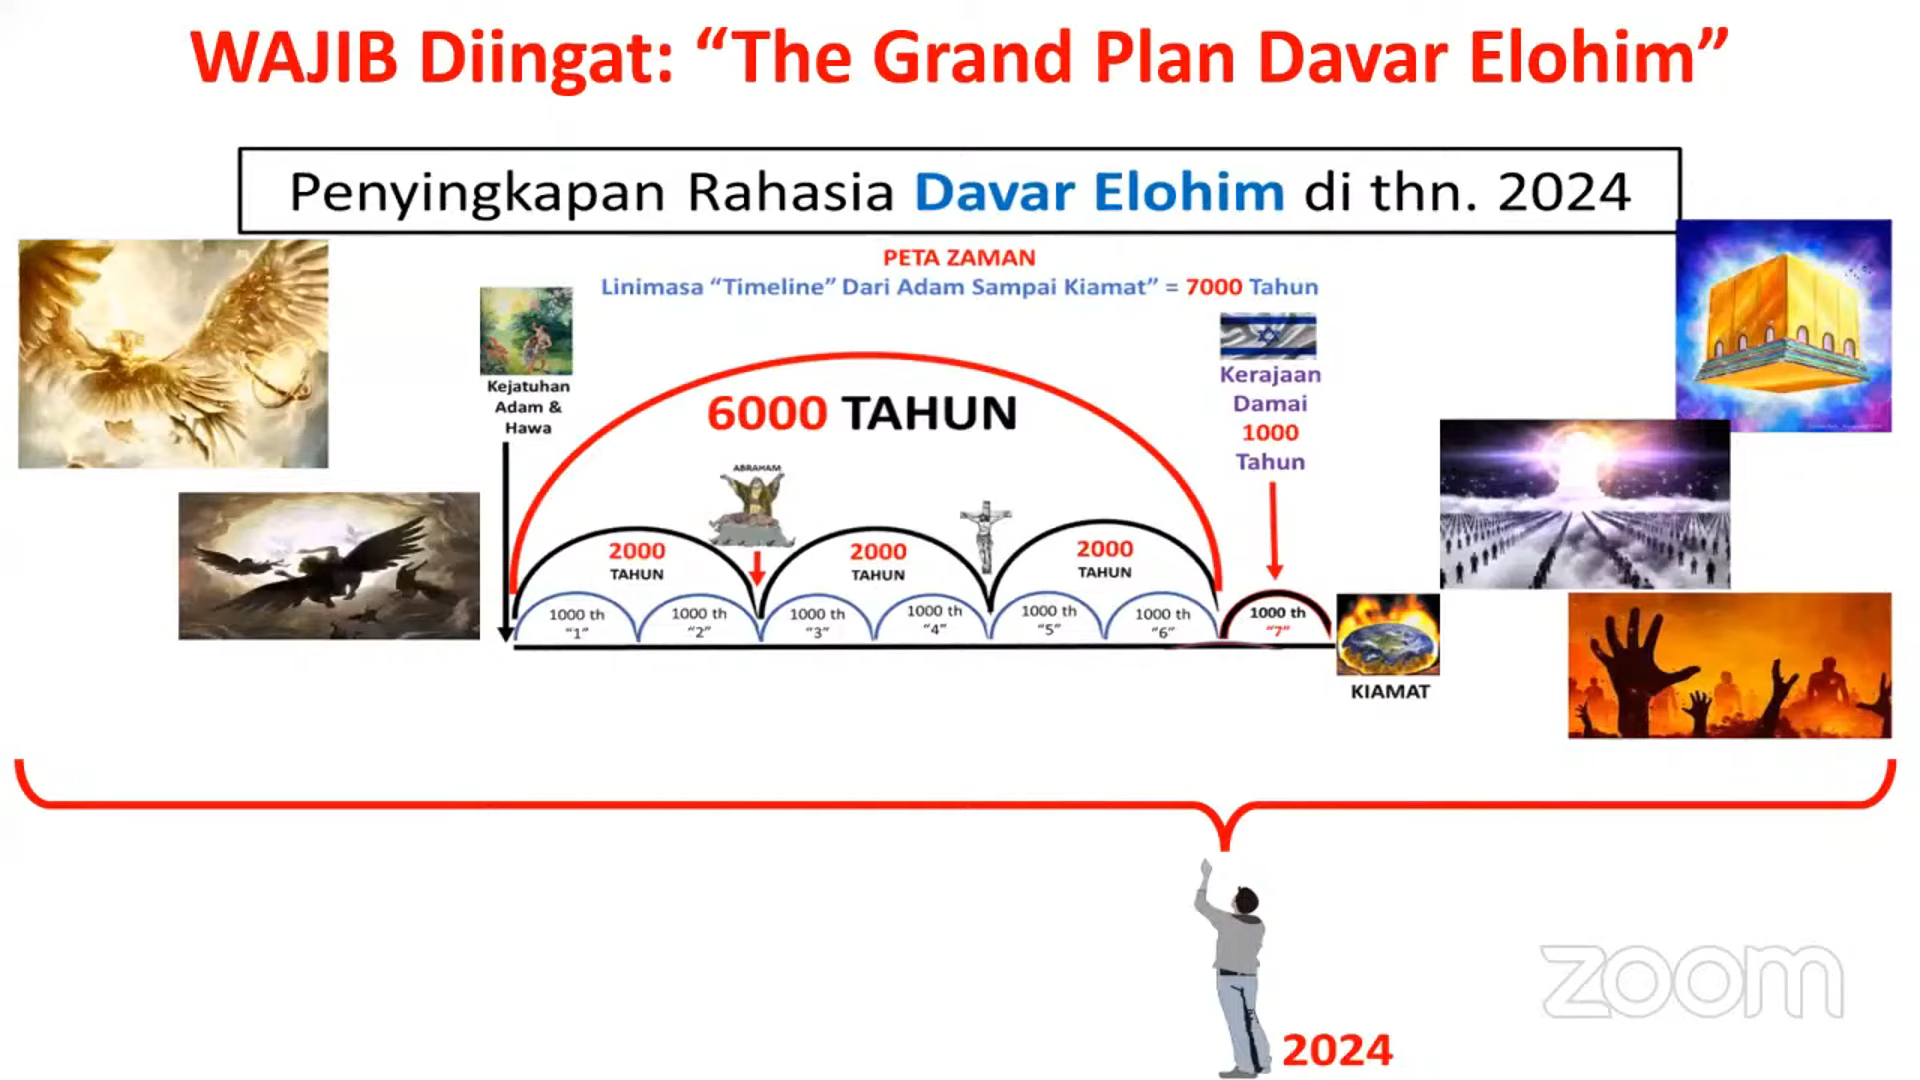 WAJIB Diingat: “The Grand Plan Davar Elohim”
Penyingkapan Rahasia Davar Elohim di thn. 2024
PETA ZAMAN
Linimasa “Timeline” Dari Adam Sampai Kiamat” = 7000 Tahun
Kejatuhan
Adam &
Hawa
6000 TAHUN
Kerajaan
Damai
1000
Tahun
ABRAHAM
2000
TAHUN
2000
TAHUN
2000
TAHUN
1000 th
“1”
1000 th
“2”
1000 th
“3”
1000 th
“4”
1000 th
“5”
1000 th
“6”
1000 th
“7”
KIAMAT
2024
zoom